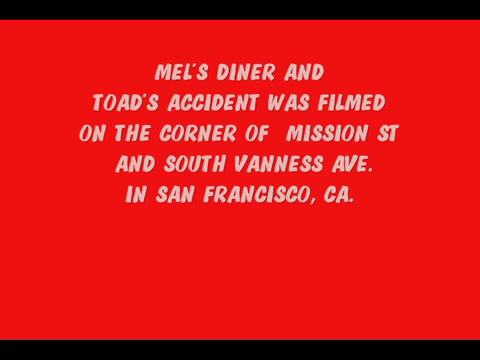 MEL'S DINER AND
TOAD'S ACCIDENT WAS FILMED
ON THE CORNER OF MISSION ST
AND SOUTH VANNESS AVE.
IN SAN FRANCISCO, CA.